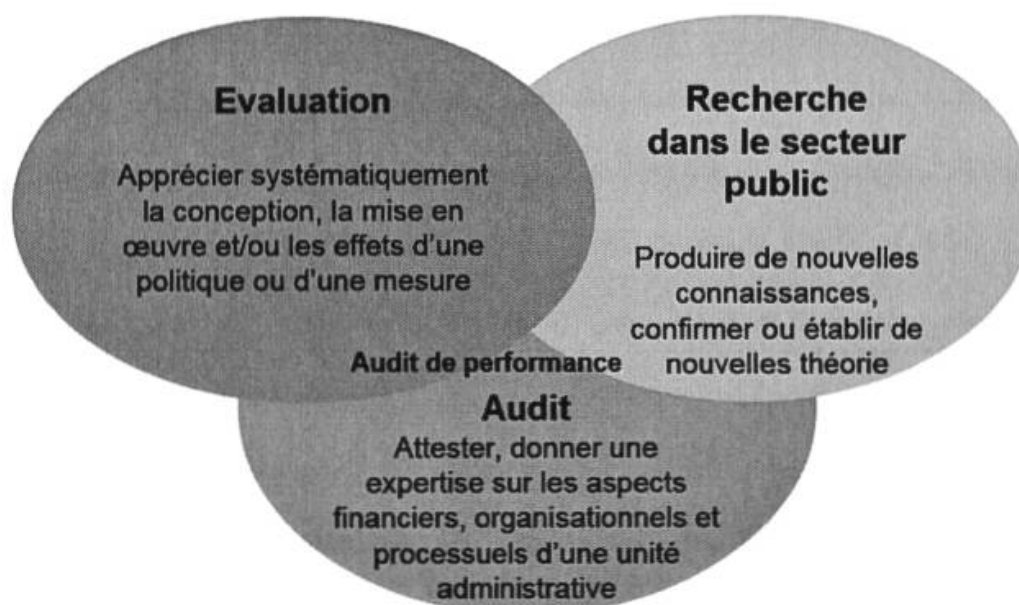 Evaluation
Apprécier systématiquement
la conception, la mise en
œuvre et/ou les effets d'une
politique ou d'une mesure
Recherche
dans le secteur
public
Produire de nouvelles
connaissances,
confirmer ou établir de
nouvelles théorie
Audit de performance
Audit
Attester, donner une
expertise sur les aspects
financiers, organisationnels et
processuels d'une unité
administrative